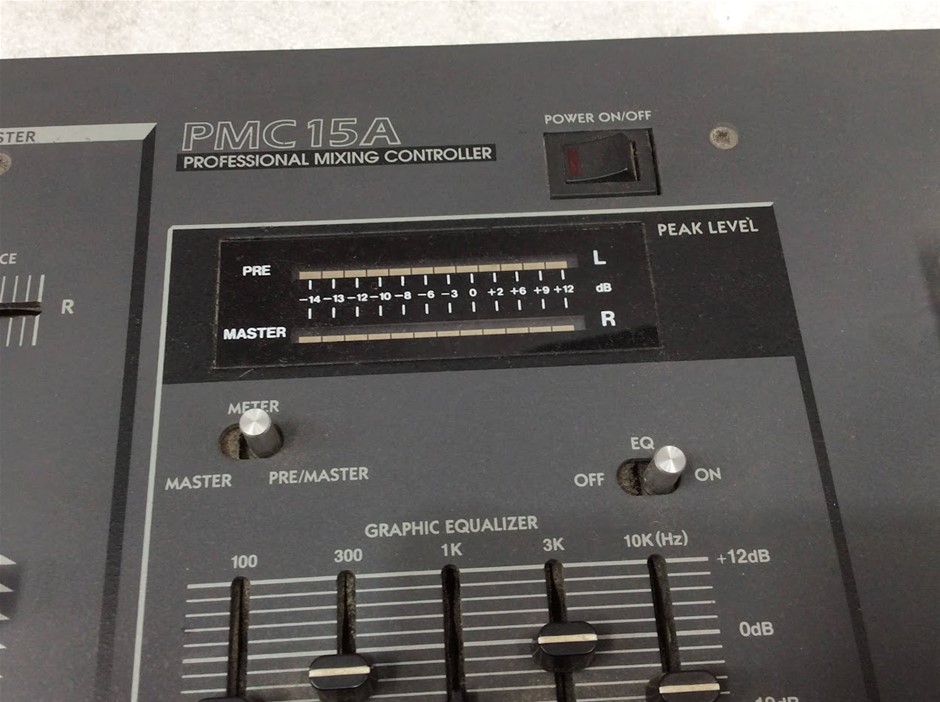 PMC 15A
PROFESSIONAL MIXING CONTROLLER
POWER ON/OFF
PEAK LEVEL
PRE L
-14 -13 -12 -10 -8 -6 -3 0 +2 +6 +9 +12 dB
MASTER R
R
METER
MASTER PRE/MASTER
EQ
OFF ON
GRAPHIC EQUALIZER
100 300 1K 3K 10K (Hz)
+12dB
0dB